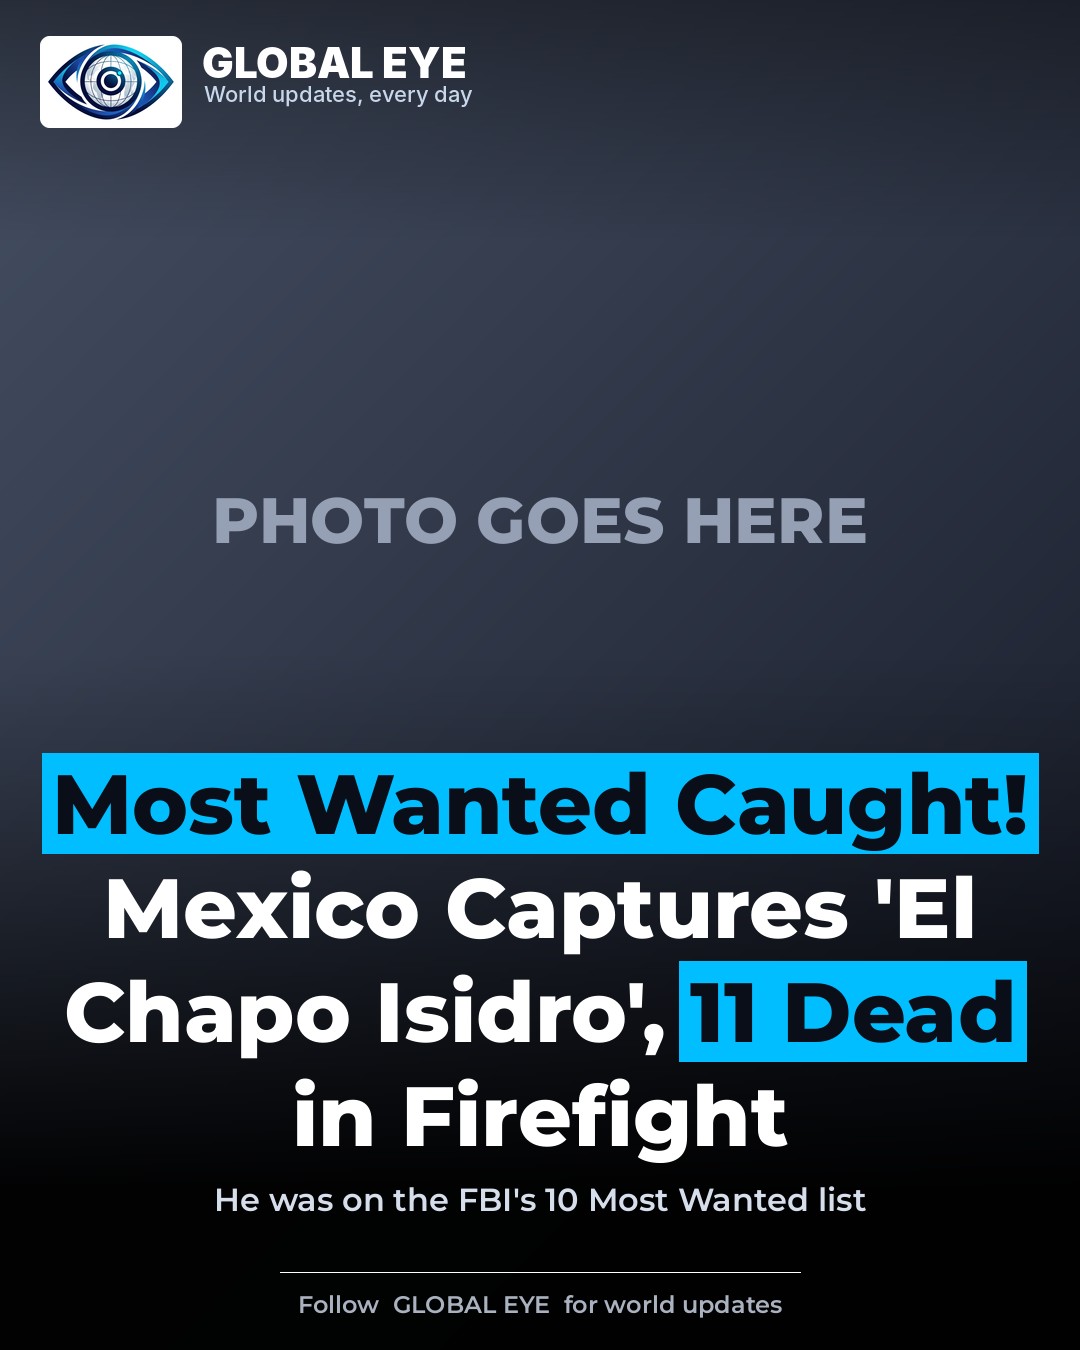 GLOBAL EYE
World updates, every day
PHOTO GOES HERE
Most Wanted Caught!
Mexico Captures 'El
Chapo Isidro', 11 Dead
in Firefight
He was on the FBI's 10 Most Wanted list
Follow GLOBAL EYE for world updates